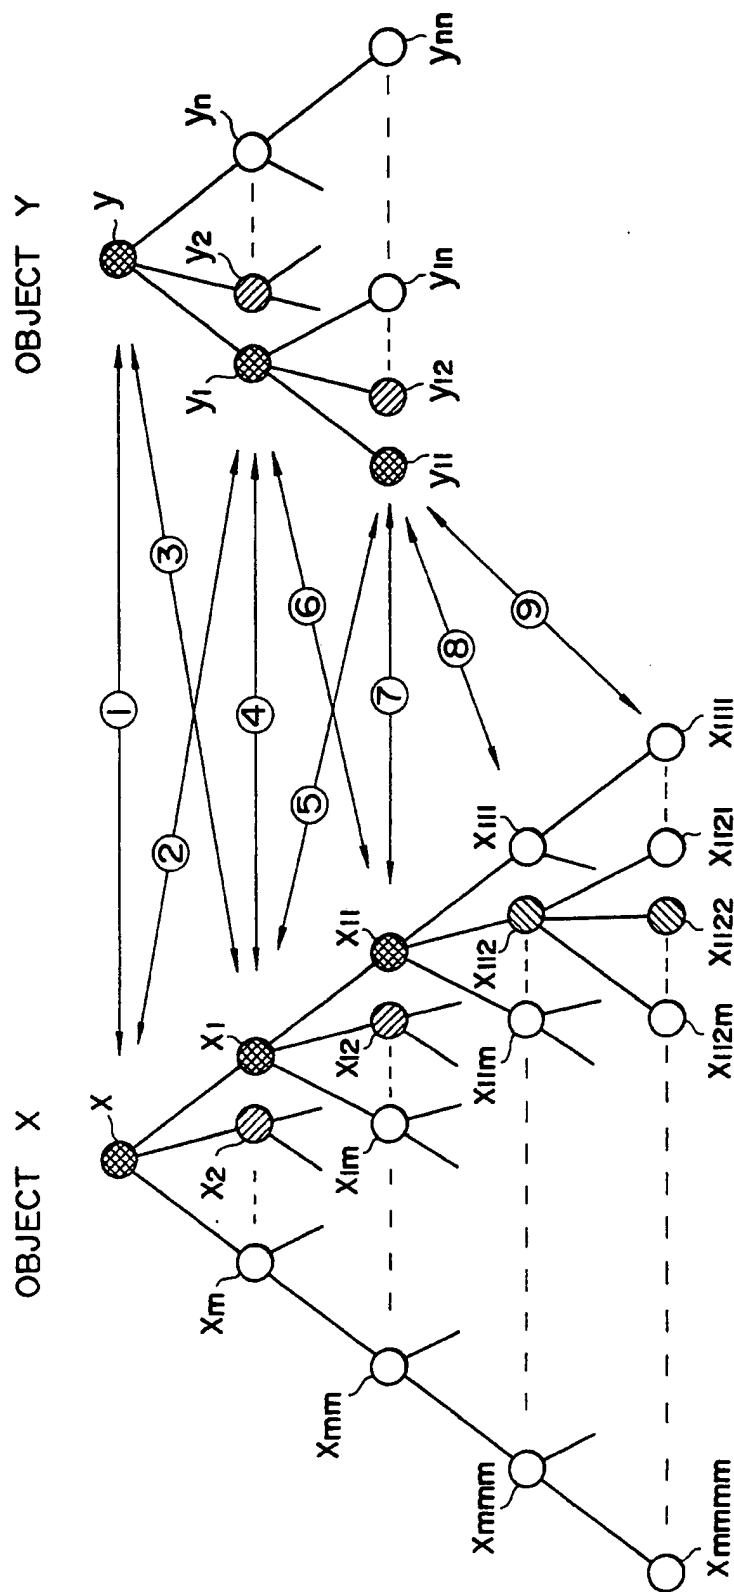 OBJECT X
OBJECT Y
x
y
①
③
②
xm
x2
x1
y1
y2
yn
④
⑥
⑤
xmm
x1m
x12
x11
y11
y12
y1n
ynn
⑦
⑧
⑨
xmmm
x11m
x112
x111
xmmmm
x112m
x1122
x1121
x1111